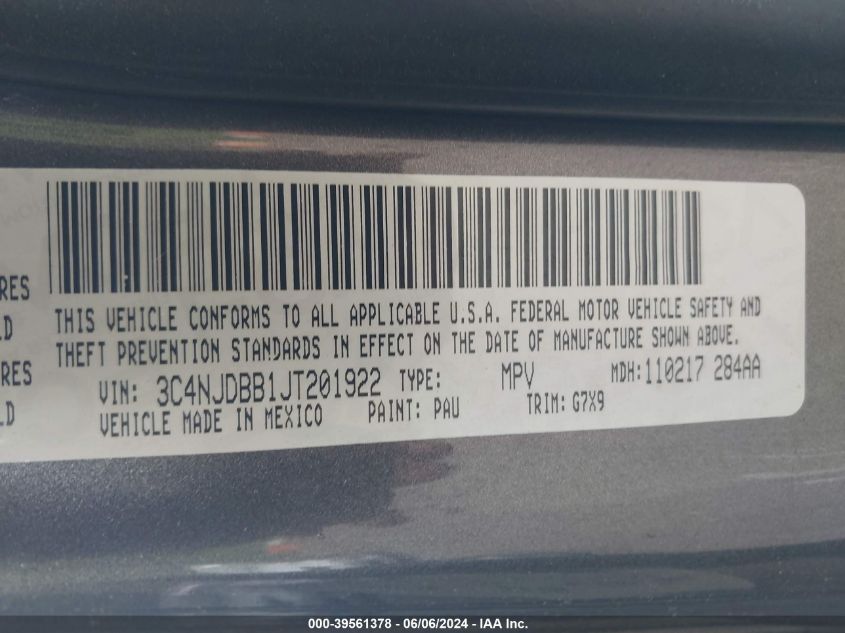 RES
LD
RES
LD
THIS VEHICLE CONFORMS TO ALL APPLICABLE U.S.A. FEDERAL MOTOR VEHICLE SAFETY AND
THEFT PREVENTION STANDARDS IN EFFECT ON THE DATE OF MANUFACTURE SHOWN ABOVE.
VIN: 3C4NJDBB1JT201922 TYPE: MPV MDH:110217 284AA
VEHICLE MADE IN MEXICO PAINT: PAU TRIM: G7X9
000-39561378 - 06/06/2024 - IAA Inc.